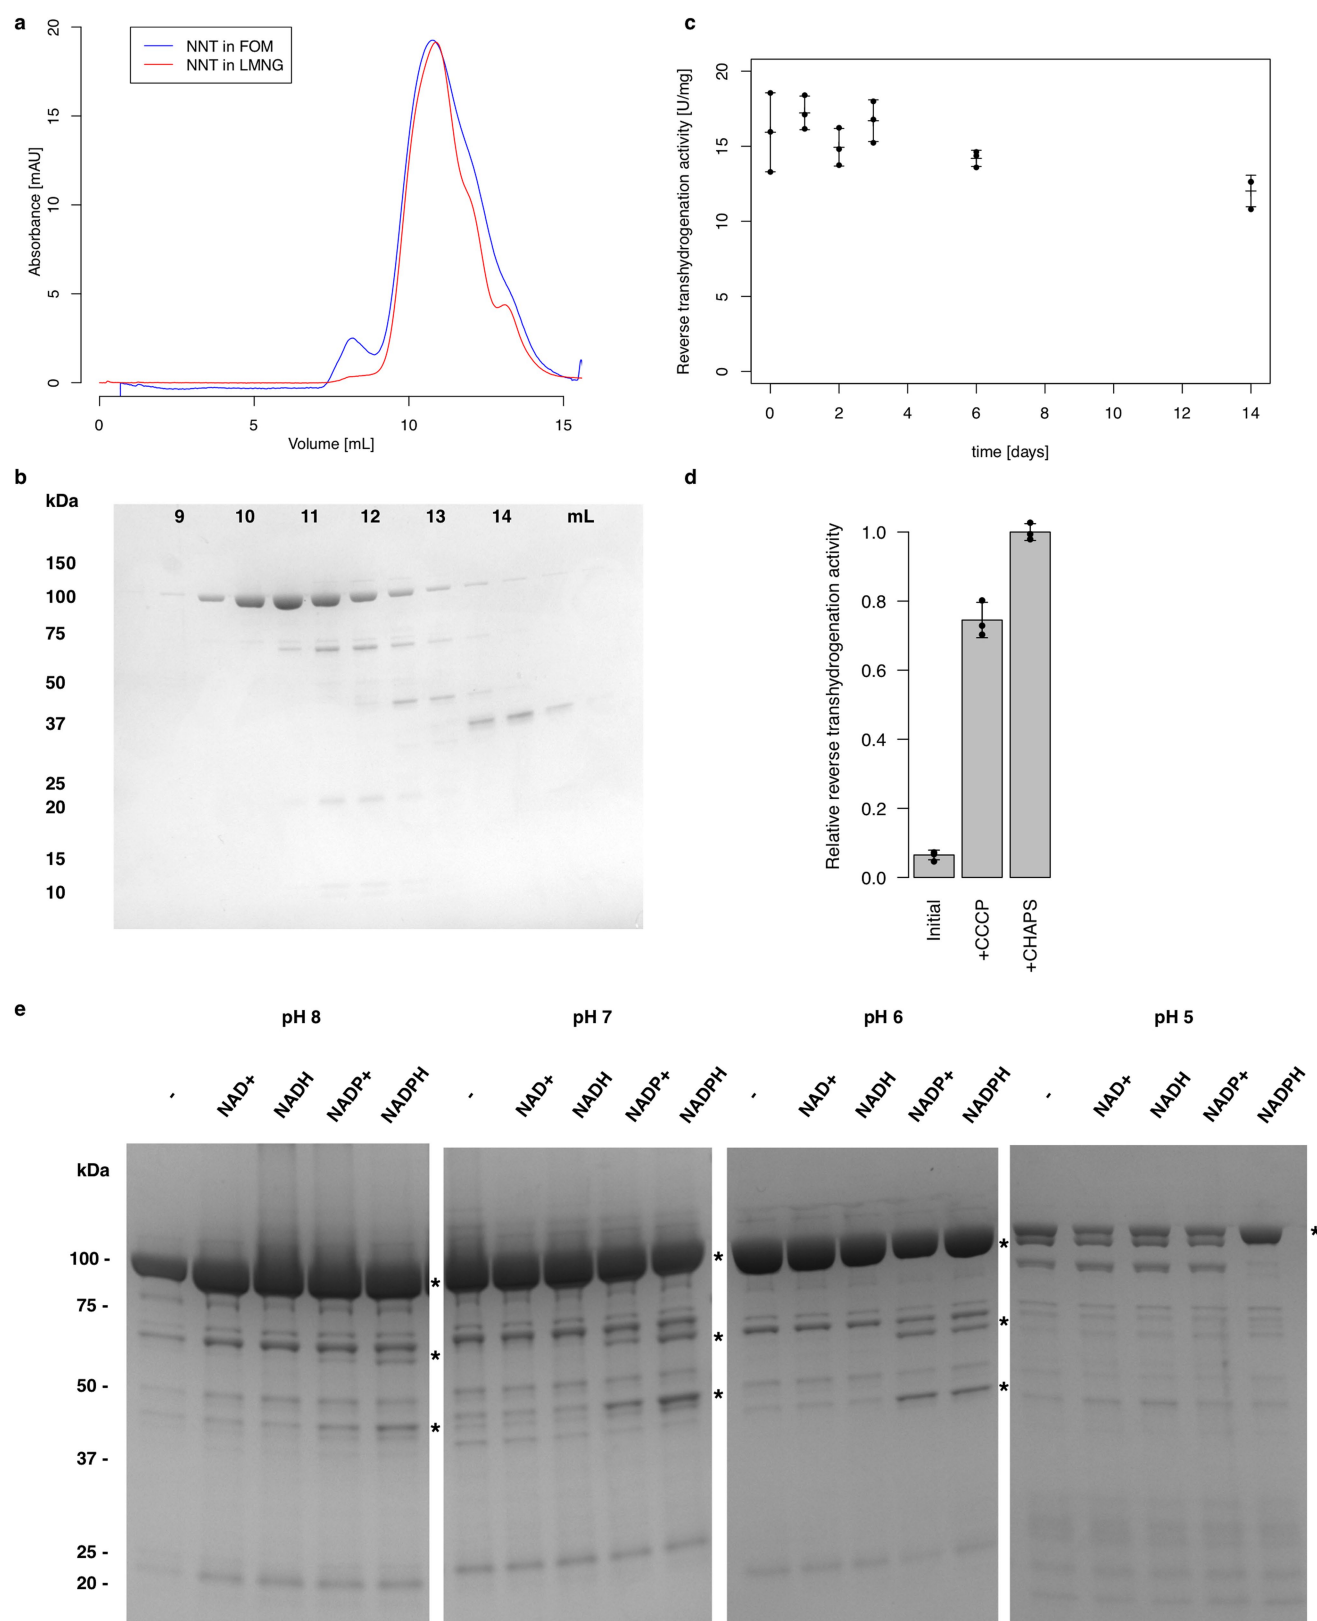 a
20
15
10
5
0
Absorbance [mAU]
NNT in FOM
NNT in LMNG
0 5 10 15
Volume [mL]
c
20
15
10
5
0
Reverse transhydrogenation activity [U/mg]
0 2 4 6 8 10 12 14
time [days]
b
kDa
9 10 11 12 13 14 mL
150
100
75
50
37
25
20
15
10
d
Relative reverse transhydrogenation activity
1.0
0.8
0.6
0.4
0.2
0.0
Initial
+CCCP
+CHAPS
e
pH 8 pH 7 pH 6 pH 5
- NAD+ NADH NADP+ NADPH - NAD+ NADH NADP+ NADPH - NAD+ NADH NADP+ NADPH - NAD+ NADH NADP+ NADPH
kDa
100 -
75 -
50 -
37 -
25 -
20 -
* * *
* * *
* * *
*